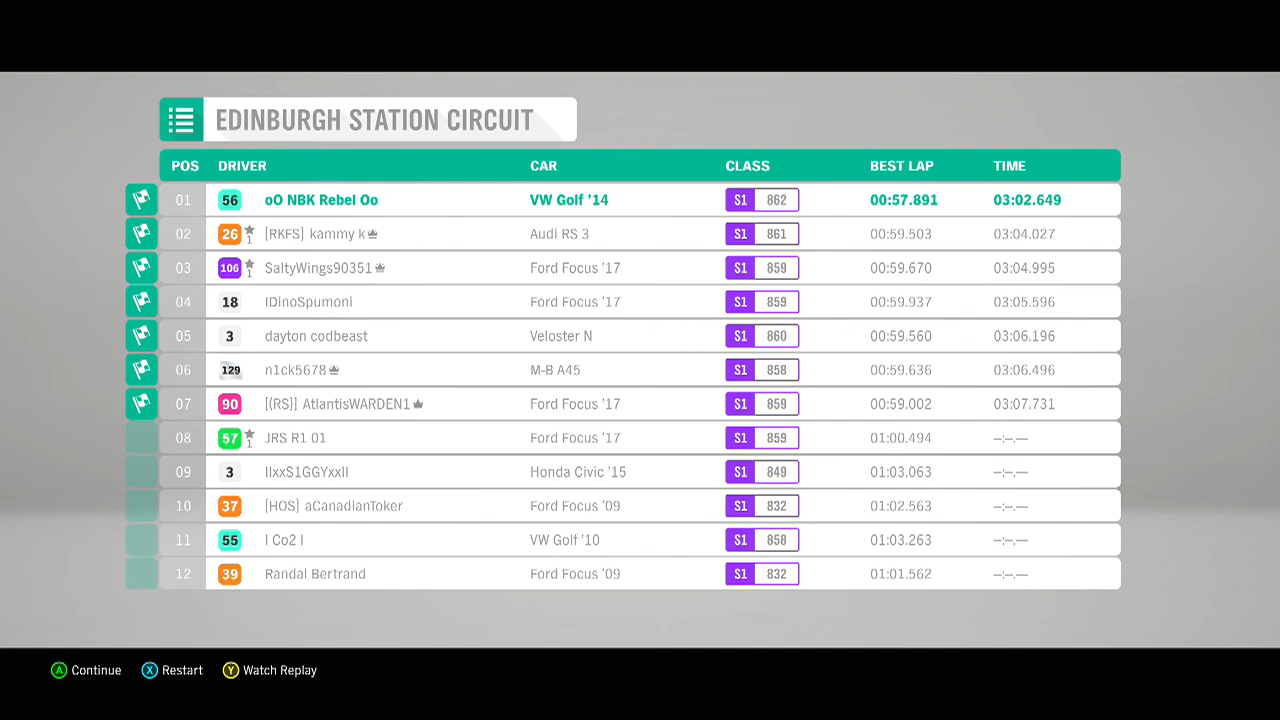 EDINBURGH STATION CIRCUIT
POS DRIVER CAR CLASS BEST LAP TIME
01 56 oO NBK Rebel Oo VW Golf '14 S1 862 00:57.891 03:02.649
02 26 1 [RKFS] kammy k Audi RS 3 S1 861 00:59.503 03:04.027
03 106 1 SaltyWings90351 Ford Focus '17 S1 859 00:59.670 03:04.995
04 18 IDinoSpumoni Ford Focus '17 S1 859 00:59.937 03:05.596
05 3 dayton codbeast Veloster N S1 860 00:59.560 03:06.196
06 129 n1ck5678 M-B A45 S1 858 00:59.636 03:06.496
07 90 [(RS)] AtlantisWARDEN1 Ford Focus '17 S1 859 00:59.002 03:07.731
08 57 1 JRS R1 01 Ford Focus '17 S1 859 01:00.494 --:--.---
09 3 IIxxS1GGYxxII Honda Civic '15 S1 849 01:03.063 --:--.---
10 37 [HOS] aCanadianToker Ford Focus '09 S1 832 01:02.563 --:--.---
11 55 I Co2 I VW Golf '10 S1 858 01:03.263 --:--.---
12 39 Randal Bertrand Ford Focus '09 S1 832 01:01.562 --:--.---
A Continue X Restart Y Watch Replay